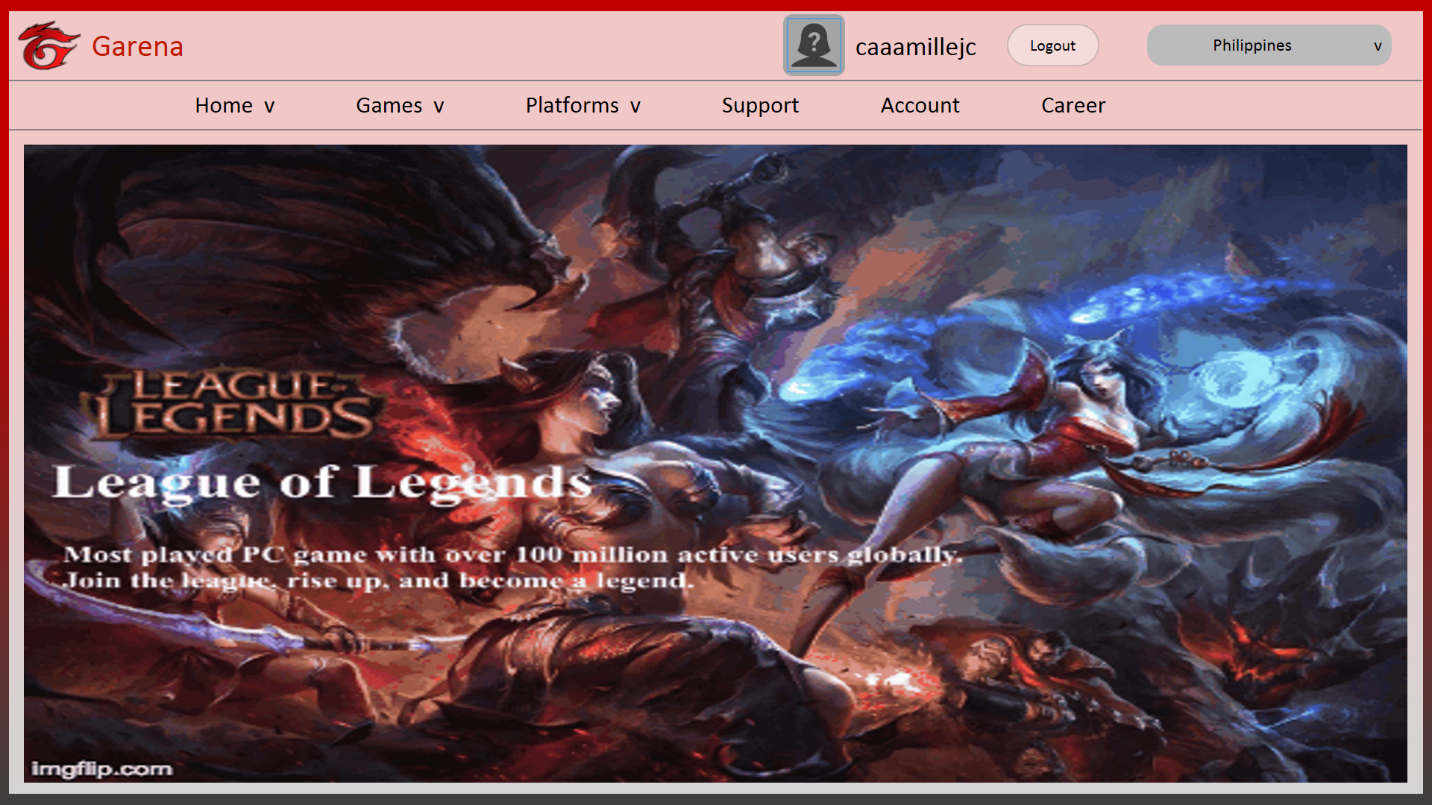 Garena
?
caaamillejc
Logout
Philippines v
Home v
Games v
Platforms v
Support
Account
Career
LEAGUE OF
LEGENDS
League of Legends
Most played PC game with over 100 million active users globally.
Join the league, rise up, and become a legend.
imgflip.com